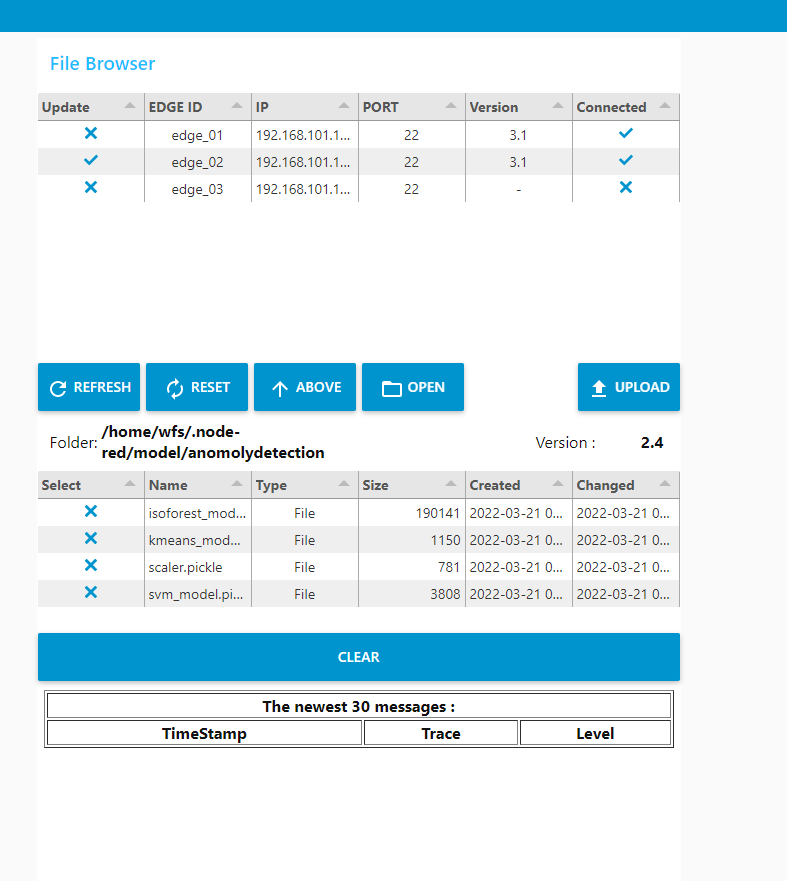 File Browser
Update EDGE ID IP PORT Version Connected
edge_01 192.168.101.1... 22 3.1
edge_02 192.168.101.1... 22 3.1
edge_03 192.168.101.1... 22 -
REFRESH RESET ABOVE OPEN UPLOAD
Folder: /home/wfs/.node-
red/model/anomolydetection
Version : 2.4
Select Name Type Size Created Changed
isoforest_mod... File 190141 2022-03-21 0... 2022-03-21 0...
kmeans_mod... File 1150 2022-03-21 0... 2022-03-21 0...
scaler.pickle File 781 2022-03-21 0... 2022-03-21 0...
svm_model.pi... File 3808 2022-03-21 0... 2022-03-21 0...
CLEAR
The newest 30 messages :
TimeStamp Trace Level